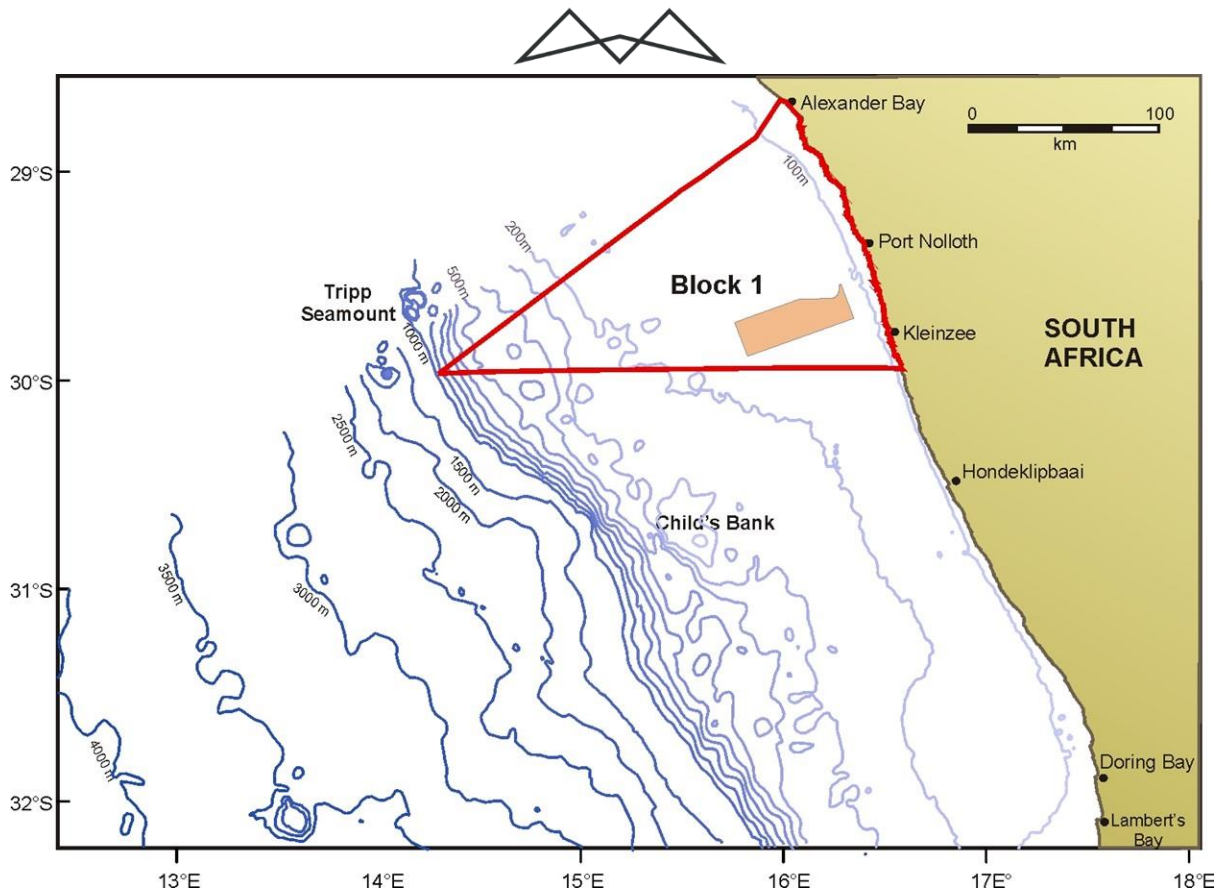 0 100
km
Alexander Bay
29°S
100m
200m
Port Nolloth
500m
Block 1
Tripp
Seamount
1000 m
Kleinzee
SOUTH
AFRICA
30°S
2500 m
1500 m
Hondeklipbaai
2000 m
Child's Bank
3500 m
3000 m
31°S
4000 m
Doring Bay
32°S
Lambert's
Bay
13°E
14°E
15°E
16°E
17E°
18°E